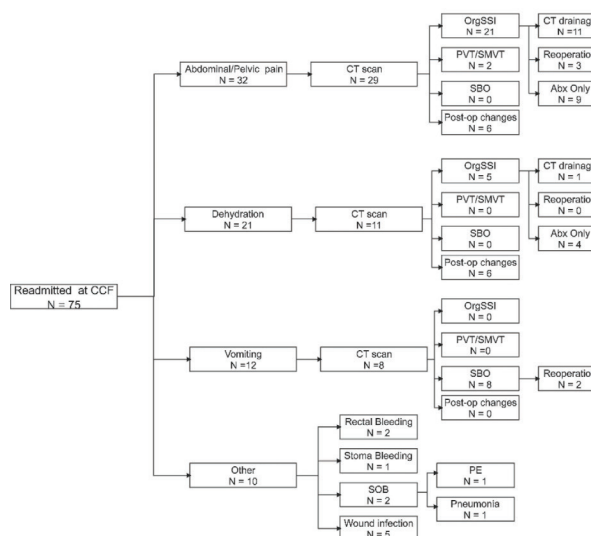 Readmitted at CCF
N = 75
Abdominal/Pelvic pain
N = 32
CT scan
N = 29
OrgSSI
N = 21
CT drainag
N =11
Reoperatio
N = 3
Abx Only
N = 9
PVT/SMVT
N = 2
SBO
N = 0
Post-op changes
N = 6
Dehydration
N = 21
CT scan
N =11
OrgSSI
N = 5
CT drainag
N = 1
Reoperatio
N = 0
Abx Only
N = 4
PVT/SMVT
N = 0
SBO
N = 0
Post-op changes
N = 6
Vomiting
N =12
CT scan
N =8
OrgSSI
N = 0
PVT/SMVT
N =0
SBO
N = 8
Reoperatio
N = 2
Post-op changes
N = 0
Other
N = 10
Rectal Bleeding
N = 2
Stoma Bleeding
N = 1
SOB
N = 2
PE
N = 1
Pneumonia
N = 1
Wound infection
N = 5